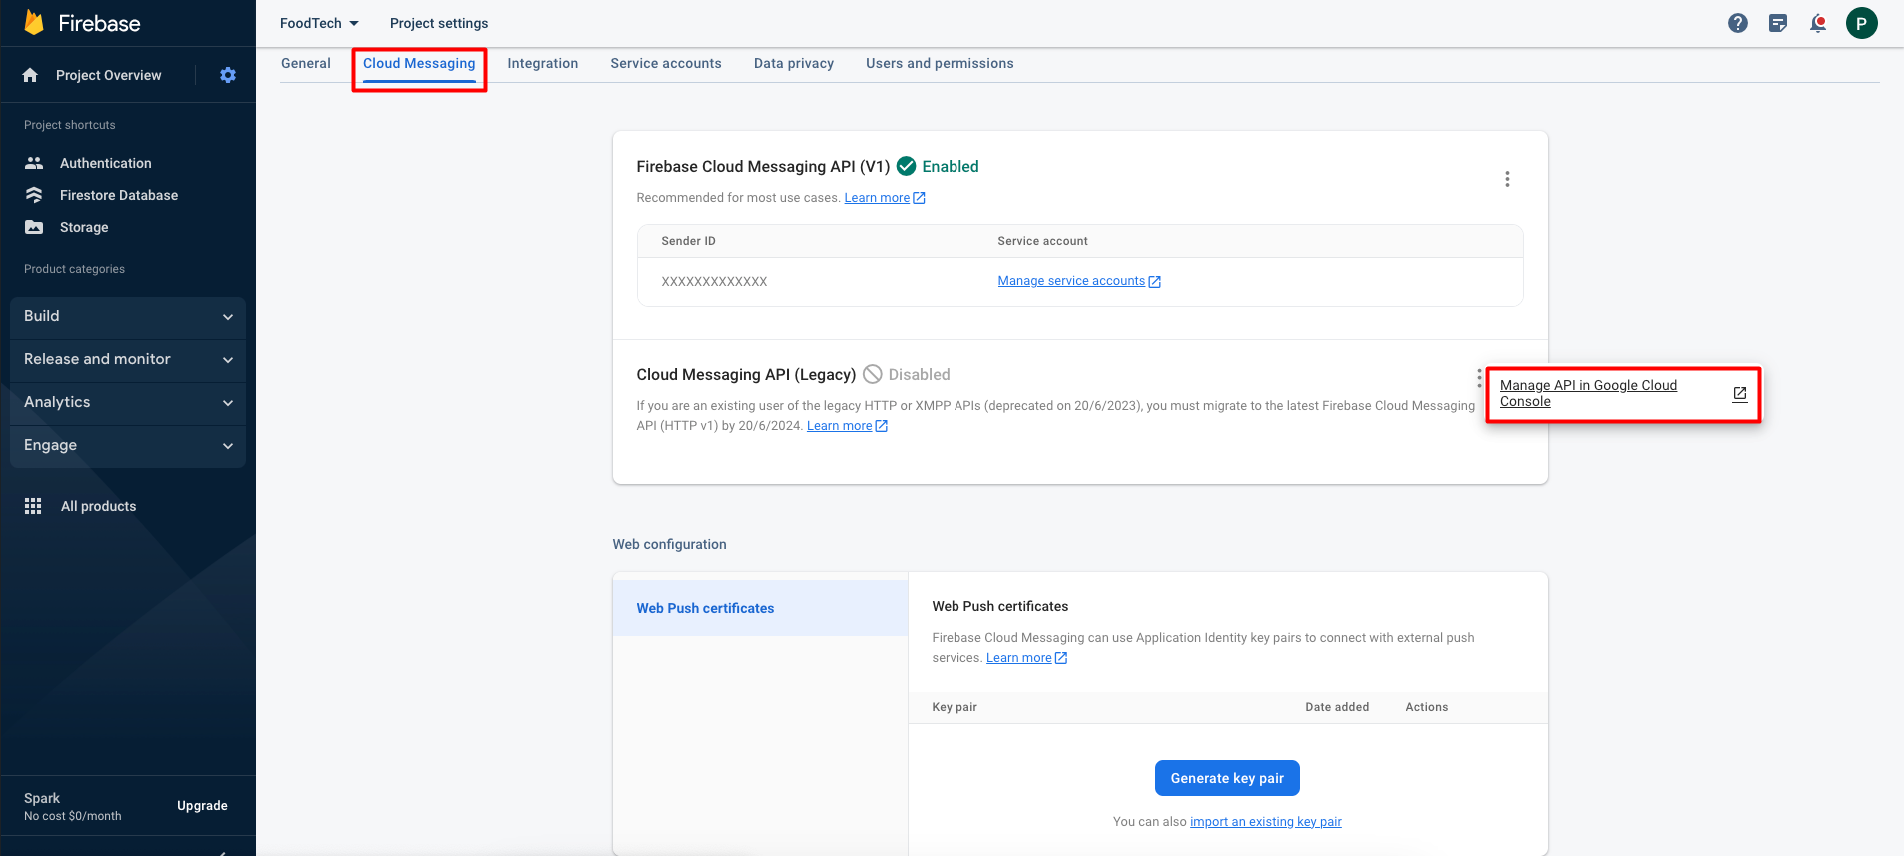 Firebase
FoodTech
Project settings
P
Project Overview
General
Cloud Messaging
Integration
Service accounts
Data privacy
Users and permissions
Project shortcuts
Authentication
Firestore Database
Storage
Product categories
Build
Release and monitor
Analytics
Engage
All products
Spark
No cost $0/month
Upgrade
Firebase Cloud Messaging API (V1) Enabled
Recommended for most use cases. Learn more
Sender ID
Service account
XXXXXXXXXXXXX
Manage service accounts
Cloud Messaging API (Legacy) Disabled
If you are an existing user of the legacy HTTP or XMPP APIs (deprecated on 20/6/2023), you must migrate to the latest Firebase Cloud Messaging
API (HTTP v1) by 20/6/2024. Learn more
Manage API in Google Cloud
Console
Web configuration
Web Push certificates
Web Push certificates
Firebase Cloud Messaging can use Application Identity key pairs to connect with external push
services. Learn more
Key pair
Date added
Actions
Generate key pair
You can also import an existing key pair